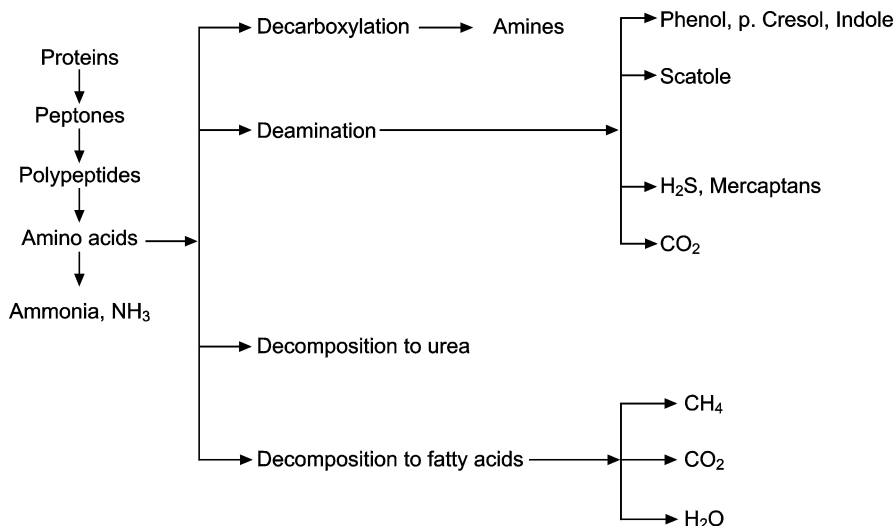 Proteins
Peptones
Polypeptides
Amino acids
Ammonia, NH₃
Decarboxylation
Amines
Deamination
Phenol, p. Cresol, Indole
Scatole
H₂S, Mercaptans
CO₂
Decomposition to urea
Decomposition to fatty acids
CH₄
CO₂
H₂O